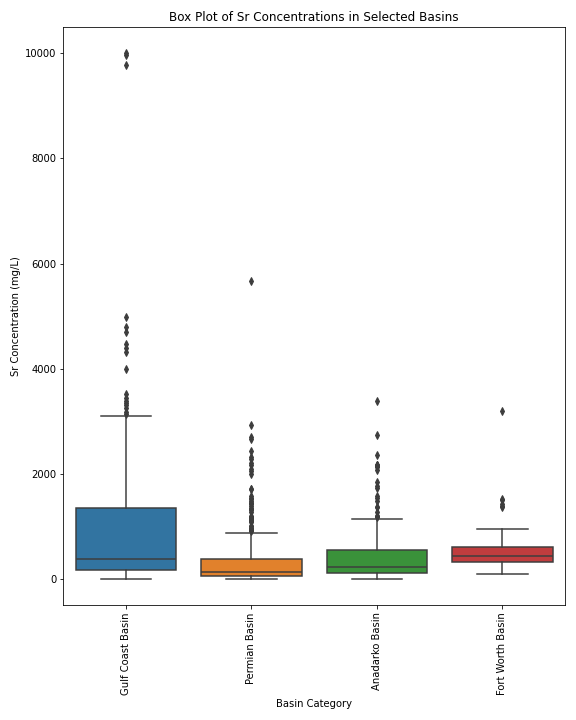 Box Plot of Sr Concentrations in Selected Basins
10000
8000
6000
4000
2000
0
Sr Concentration (mg/L)
Gulf Coast Basin
Permian Basin
Anadarko Basin
Fort Worth Basin
Basin Category